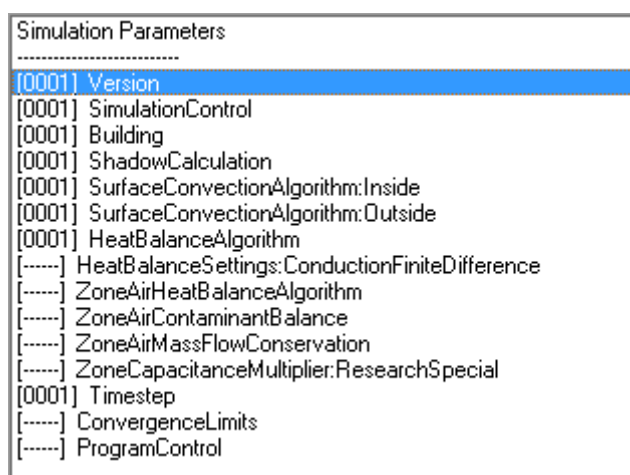 Simulation Parameters
---------------------------
[0001] Version
[0001] SimulationControl
[0001] Building
[0001] ShadowCalculation
[0001] SurfaceConvectionAlgorithm:Inside
[0001] SurfaceConvectionAlgorithm:Outside
[0001] HeatBalanceAlgorithm
[------] HeatBalanceSettings:ConductionFiniteDifference
[------] ZoneAirHeatBalanceAlgorithm
[------] ZoneAirContaminantBalance
[------] ZoneAirMassFlowConservation
[------] ZoneCapacitanceMultiplier:ResearchSpecial
[0001] Timestep
[------] ConvergenceLimits
[------] ProgramControl